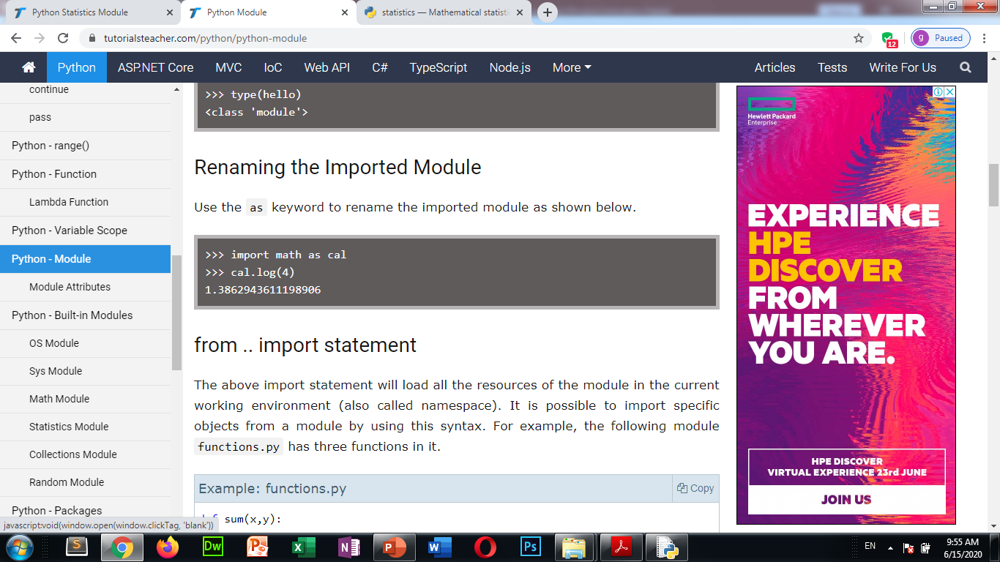 Python Statistics Module
Python Module
statistics — Mathematical statisti
tutorialsteacher.com/python/python-module
12
g
Paused
Python
ASP.NET Core
MVC
IoC
Web API
C#
TypeScript
Node.js
More
Articles
Tests
Write For Us
continue
pass
Python - range()
Python - Function
Lambda Function
Python - Variable Scope
Python - Module
Module Attributes
Python - Built-in Modules
OS Module
Sys Module
Math Module
Statistics Module
Collections Module
Random Module
Python - Packages
javascript:void(window.open(window.clickTag, 'blank'))
>>> type(hello)
<class 'module'>
Renaming the Imported Module
Use the as keyword to rename the imported module as shown below.
>>> import math as cal
>>> cal.log(4)
1.3862943611198906
from .. import statement
The above import statement will load all the resources of the module in the current
working environment (also called namespace). It is possible to import specific
objects from a module by using this syntax. For example, the following module
functions.py has three functions in it.
Example: functions.py
Copy
def sum(x,y):
Hewlett Packard
Enterprise
EXPERIENCE
HPE
DISCOVER
FROM
WHEREVER
YOU ARE.
HPE DISCOVER
VIRTUAL EXPERIENCE 23rd JUNE
JOIN US
S
Dw
P
X
N
P
W
Ps
EN
9:55 AM
6/15/2020